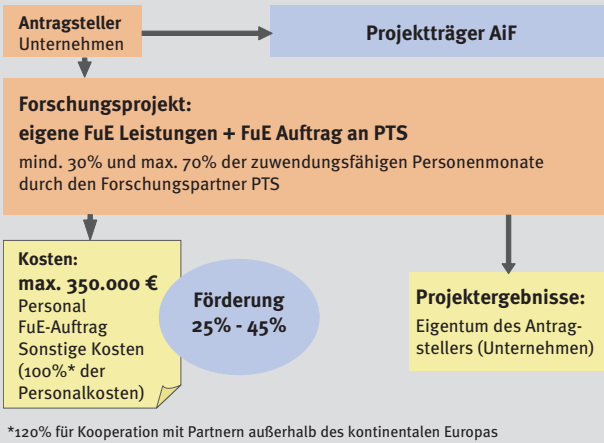 Antragsteller
Unternehmen
Projektträger AiF
Forschungsprojekt:
eigene FuE Leistungen + FuE Auftrag an PTS
mind. 30% und max. 70% der zuwendungsfähigen Personenmonate
durch den Forschungspartner PTS
Kosten:
max. 350.000 €
Personal
FuE-Auftrag
Sonstige Kosten
(100%* der
Personalkosten)
Förderung
25% - 45%
Projektergebnisse:
Eigentum des Antrag-
stellers (Unternehmen)
*120% für Kooperation mit Partnern außerhalb des kontinentalen Europas